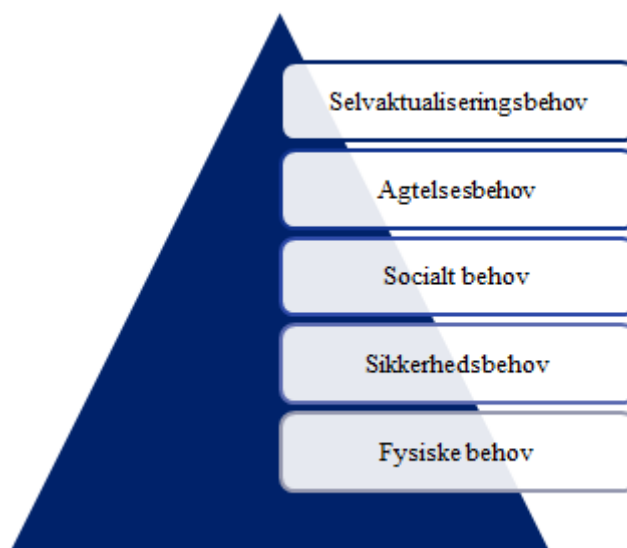 Selvaktualiseringsbehov
Agtelsesbehov
Socialt behov
Sikkerhedsbehov
Fysiske behov